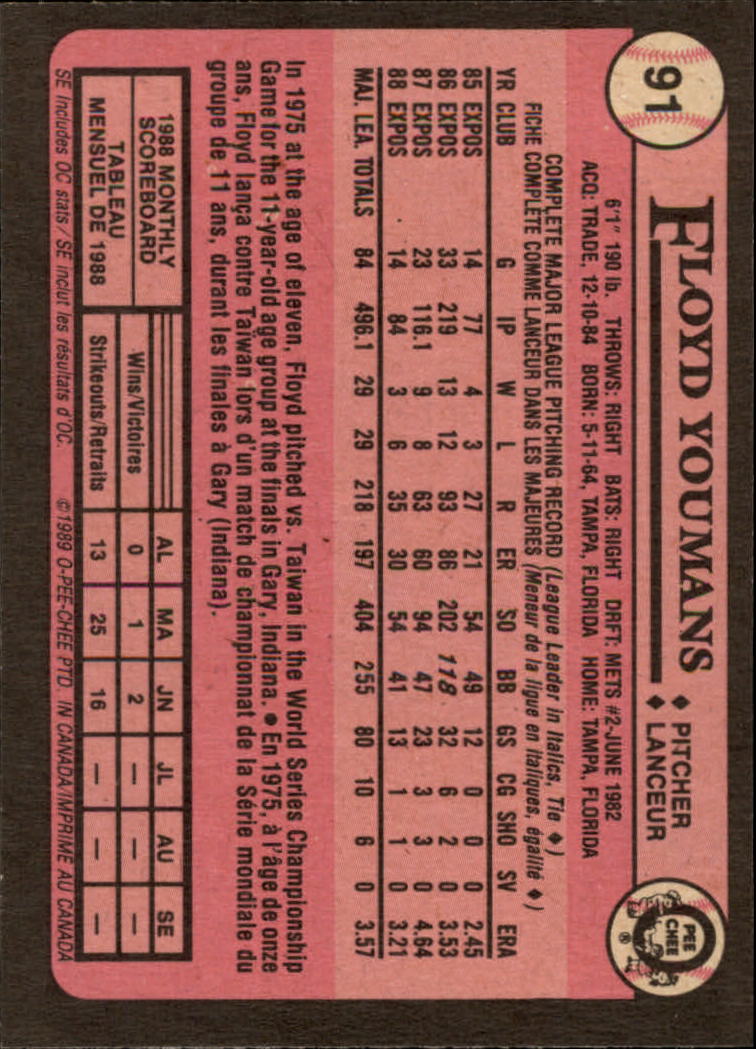 91
FLOYD YOUMANS
♦ PITCHER
♦ LANCEUR
PEE
CHEE
®
6'1" 190 lb. THROWS: RIGHT BATS: RIGHT DRFT: METS #2-JUNE 1982
ACQ: TRADE, 12-10-84 BORN: 5-11-64, TAMPA, FLORIDA HOME: TAMPA, FLORIDA
COMPLETE MAJOR LEAGUE PITCHING RECORD (League Leader in Italics, Tie ♦)
FICHE COMPLÈTE COMME LANCEUR DANS LES MAJEURES (Meneur de la ligue en italiques, égalité ♦)
YR CLUB G IP W L R ER SO BB GS CG SHO SV ERA
85 EXPOS 14 77 4 3 27 21 54 49 12 0 0 0 2.45
86 EXPOS 33 219 13 12 93 86 202 118 32 6 2 0 3.53
87 EXPOS 23 116.1 9 8 63 60 94 47 23 3 3 0 4.64
88 EXPOS 14 84 3 6 35 30 54 41 13 1 1 0 3.21
MAJ. LEA. TOTALS 84 496.1 29 29 218 197 404 255 80 10 6 0 3.57
In 1975 at the age of eleven, Floyd pitched vs. Taiwan in the World Series Championship
Game for the 11-year-old age group at the finals in Gary, Indiana. ● En 1975, à l'âge de onze
ans, Floyd lança contre Taïwan lors d'un match de championnat de la Série mondiale du
groupe de 11 ans, durant les finales à Gary (Indiana).
1988 MONTHLY
SCOREBOARD
TABLEAU
MENSUEL DE 1988
AL MA JN JL AU SE
Wins/Victoires 0 1 2 — — —
Strikeouts/Retraits 13 25 16 — — —
SE includes OC stats / SE inclut les résultats d'OC. ©1989 O-PEE-CHEE PTD. IN CANADA/IMPRIMÉ AU CANADA